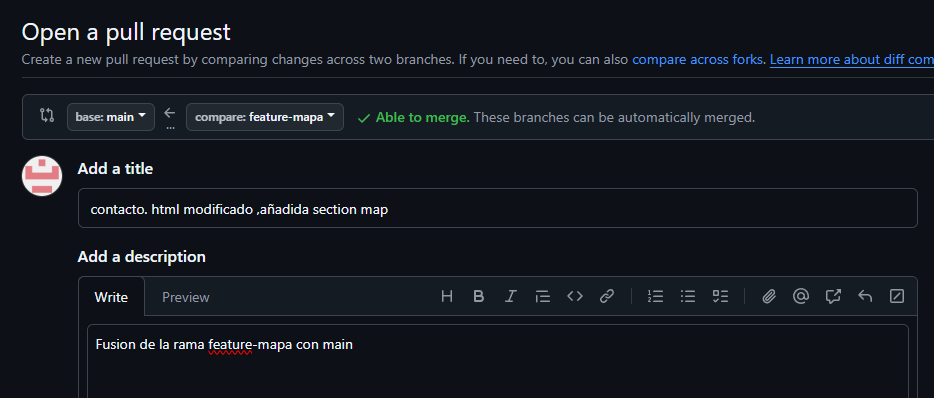 Open a pull request
Create a new pull request by comparing changes across two branches. If you need to, you can also compare across forks. Learn more about diff com
base: main ← ... compare: feature-mapa ✓ Able to merge. These branches can be automatically merged.
Add a title
contacto. html modificado ,añadida section map
Add a description
Write Preview
Fusion de la rama feature-mapa con main